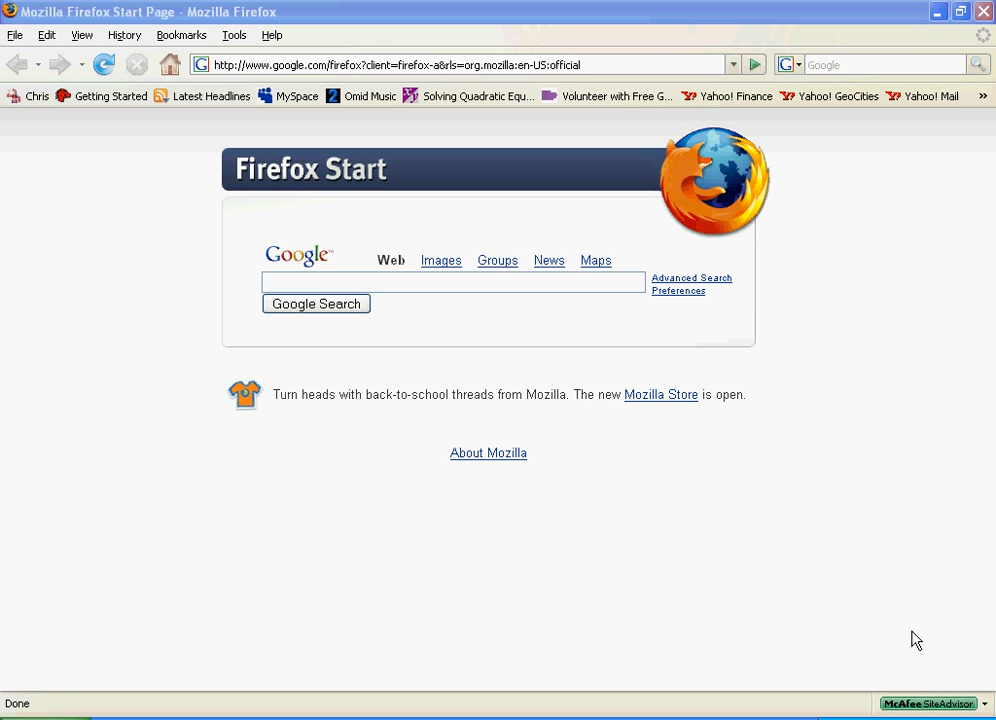 Mozilla Firefox Start Page - Mozilla Firefox
File Edit View History Bookmarks Tools Help
http://www.google.com/firefox?client=firefox-a&rls=org.mozilla:en-US:official Google
Chris Getting Started Latest Headlines MySpace Omid Music Solving Quadratic Equ... Volunteer with Free G... Yahoo! Finance Yahoo! GeoCities Yahoo! Mail »
Firefox Start
Google™ Web Images Groups News Maps
Advanced Search
Preferences
Google Search
Turn heads with back-to-school threads from Mozilla. The new Mozilla Store is open.
About Mozilla
Done McAfee SiteAdvisor